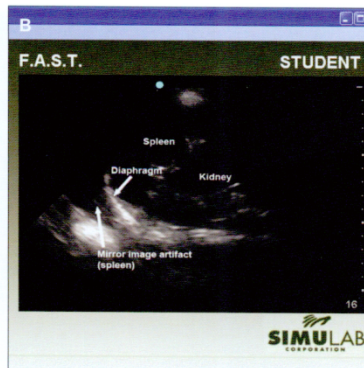 B
F.A.S.T. STUDENT
Spleen
Diaphragm
Kidney
Mirror image artifact
(spleen)
16
SIMULAB
CORPORATION